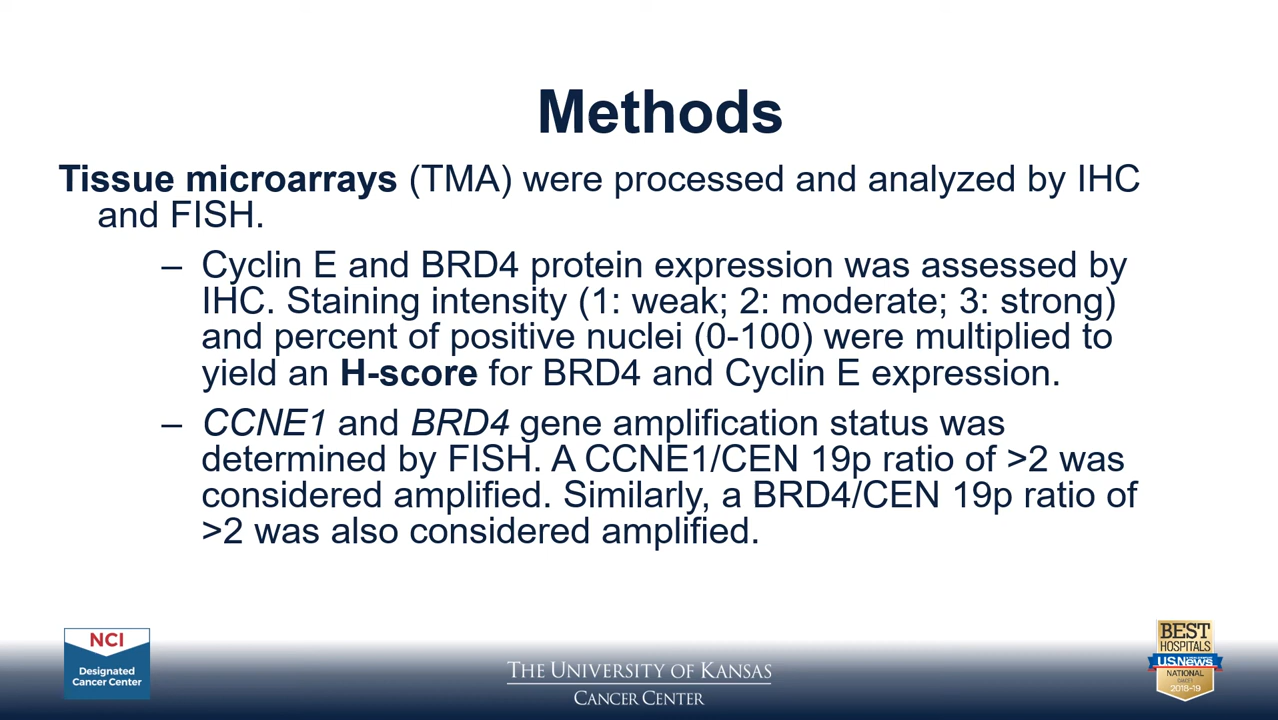 Methods
Tissue microarrays (TMA) were processed and analyzed by IHC
and FISH.
– Cyclin E and BRD4 protein expression was assessed by
IHC. Staining intensity (1: weak; 2: moderate; 3: strong)
and percent of positive nuclei (0-100) were multiplied to
yield an H-score for BRD4 and Cyclin E expression.
– CCNE1 and BRD4 gene amplification status was
determined by FISH. A CCNE1/CEN 19p ratio of >2 was
considered amplified. Similarly, a BRD4/CEN 19p ratio of
>2 was also considered amplified.
NCI
Designated
Cancer Center
THE UNIVERSITY OF KANSAS
CANCER CENTER
BEST
HOSPITALS
U.S.News
NATIONAL
CANCER
2018-19